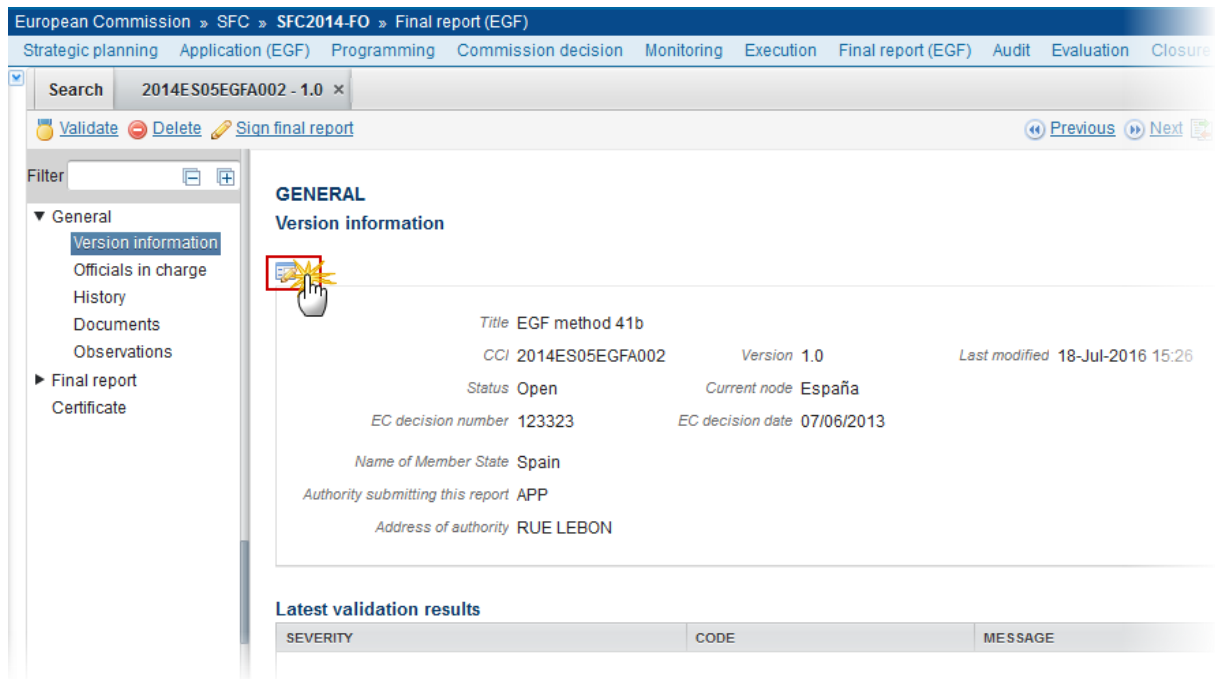 European Commission » SFC » SFC2014-FO » Final report (EGF)
Strategic planning Application (EGF) Programming Commission decision Monitoring Execution Final report (EGF) Audit Evaluation Closure
Search 2014ES05EGFA002 - 1.0 ×
Validate Delete Sign final report Previous Next
Filter
GENERAL
▼ General
Version information
Version information
Officials in charge
History
Title EGF method 41b
Documents
CCI 2014ES05EGFA002 Version 1.0 Last modified 18-Jul-2016 15:26
Observations
► Final report
Status Open Current node España
Certificate
EC decision number 123323 EC decision date 07/06/2013
Name of Member State Spain
Authority submitting this report APP
Address of authority RUE LEBON
Latest validation results
SEVERITY CODE MESSAGE